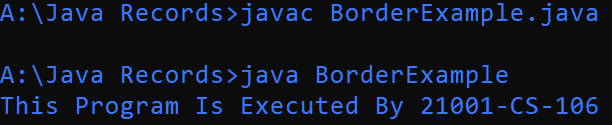 A:\Java Records>javac BorderExample.java
A:\Java Records>java BorderExample
This Program Is Executed By 21001-CS-106